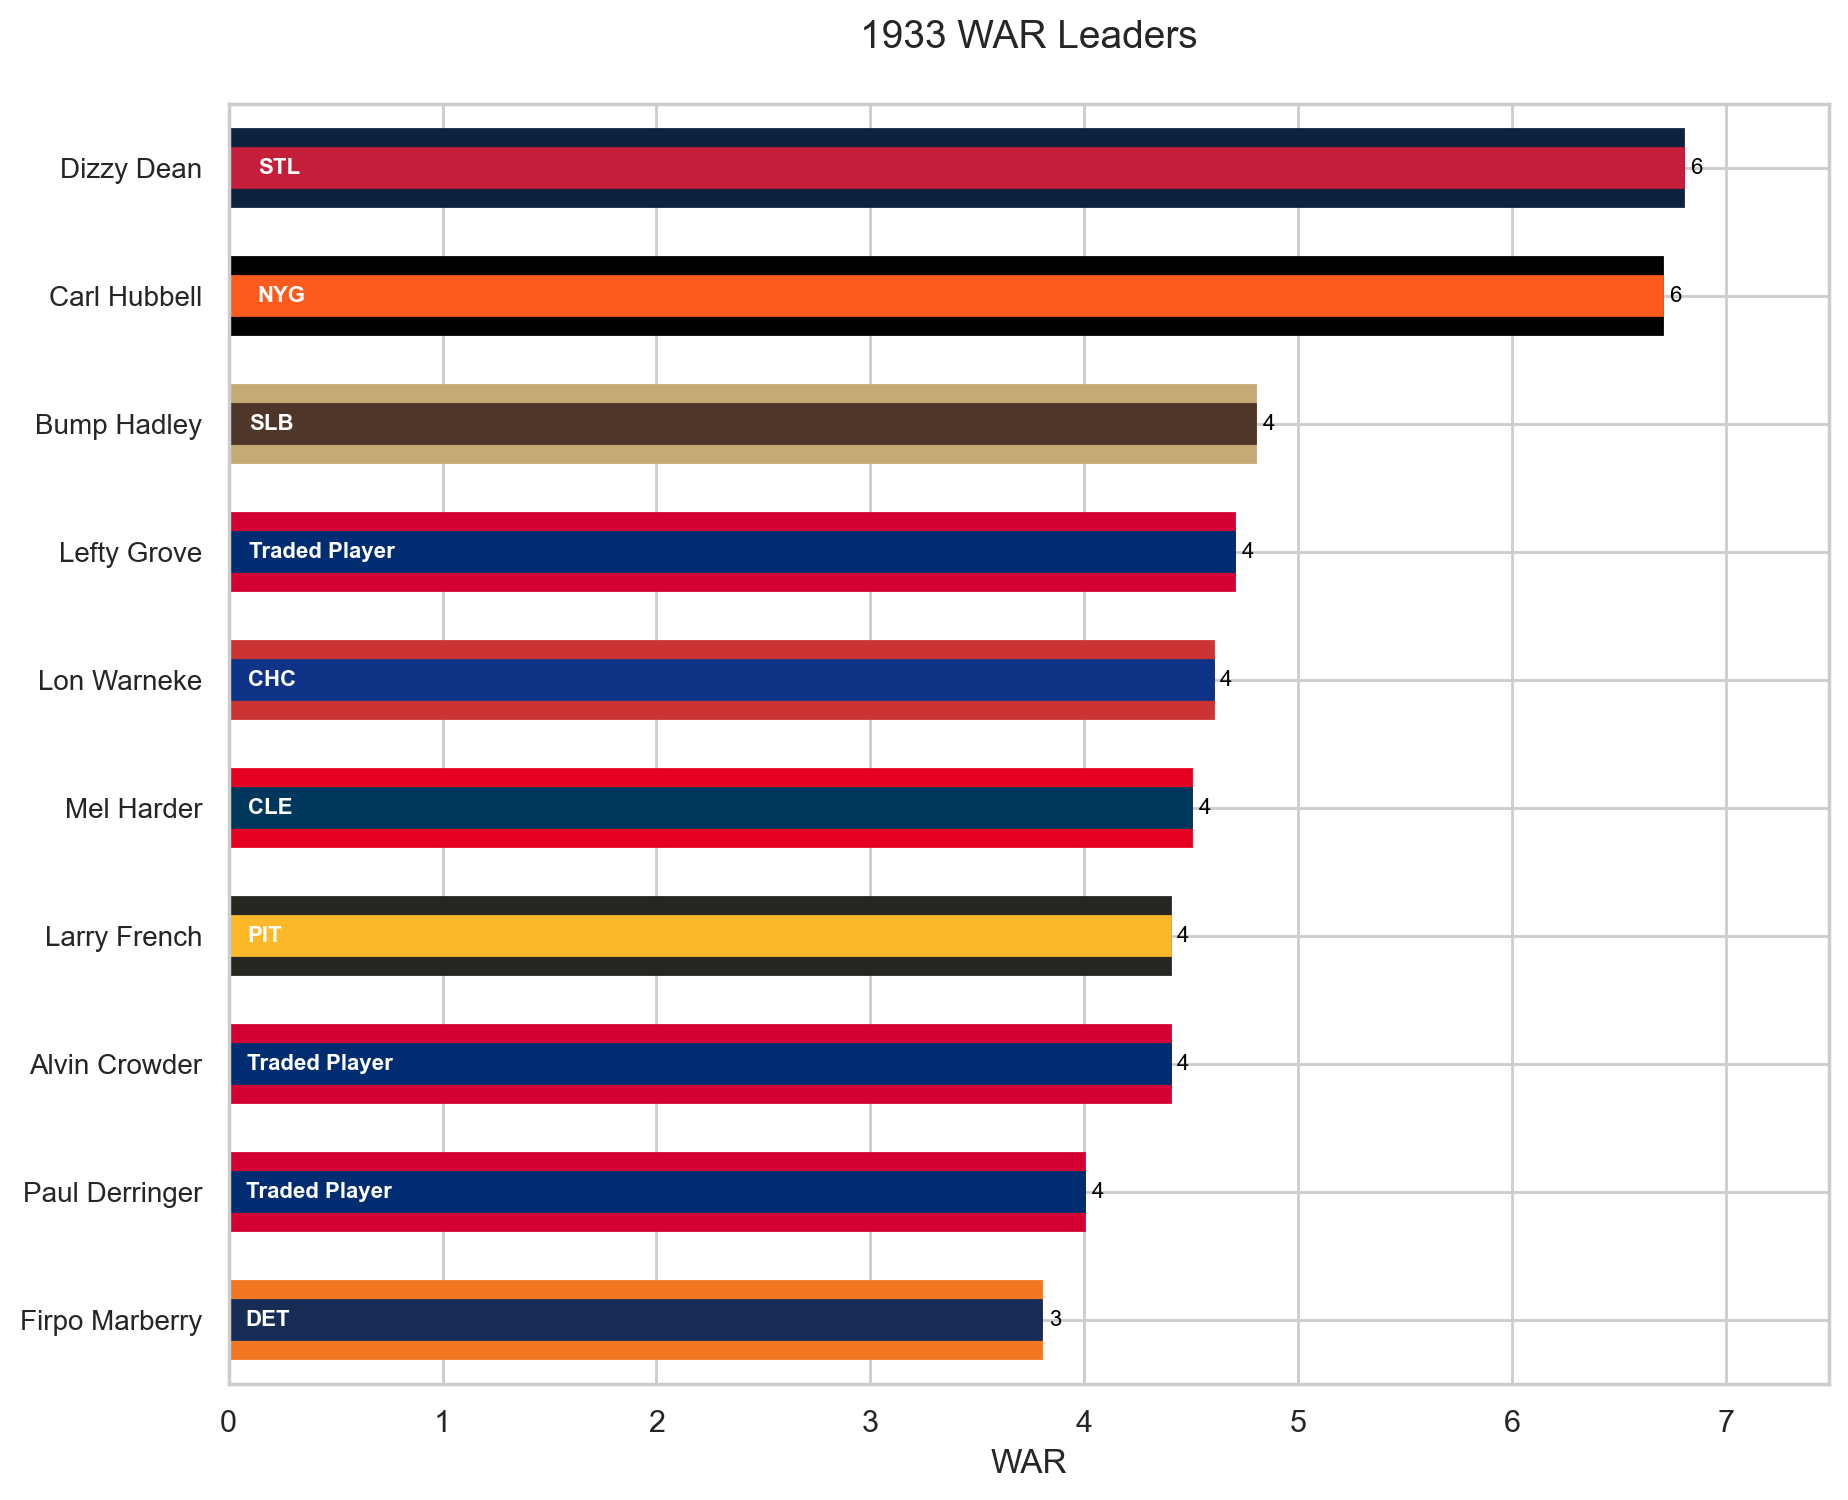 1933 WAR Leaders
Dizzy Dean
STL
6
Carl Hubbell
NYG
6
Bump Hadley
SLB
4
Lefty Grove
Traded Player
4
Lon Warneke
CHC
4
Mel Harder
CLE
4
Larry French
PIT
4
Alvin Crowder
Traded Player
4
Paul Derringer
Traded Player
4
Firpo Marberry
DET
3
0 1 2 3 4 5 6 7
WAR